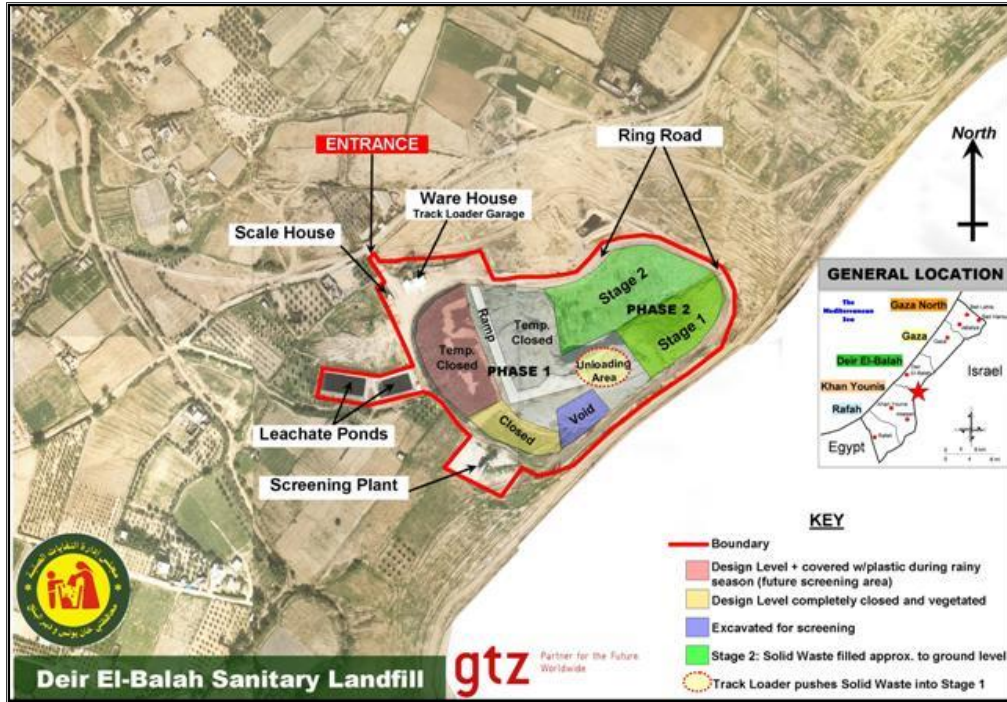 ENTRANCE
Ring Road
North
Ware House
Track Loader Garage
Scale House
Stage 2
PHASE 2
Stage 1
Ramp
Temp.
Closed
Temp.
Closed
PHASE 1
Unloading
Area
Void
Closed
Leachate Ponds
Screening Plant
GENERAL LOCATION
The
Mediterranean
Sea
Gaza North
Gaza
Deir El-Balah
Khan Younis
Rafah
Israel
Egypt
KEY
Boundary
Design Level + covered w/plastic during rainy
season (future screening area)
Design Level completely closed and vegetated
Excavated for screening
Stage 2: Solid Waste filled approx. to ground level
Track Loader pushes Solid Waste into Stage 1
Deir El-Balah Sanitary Landfill
gtz
Partner for the Future.
Worldwide